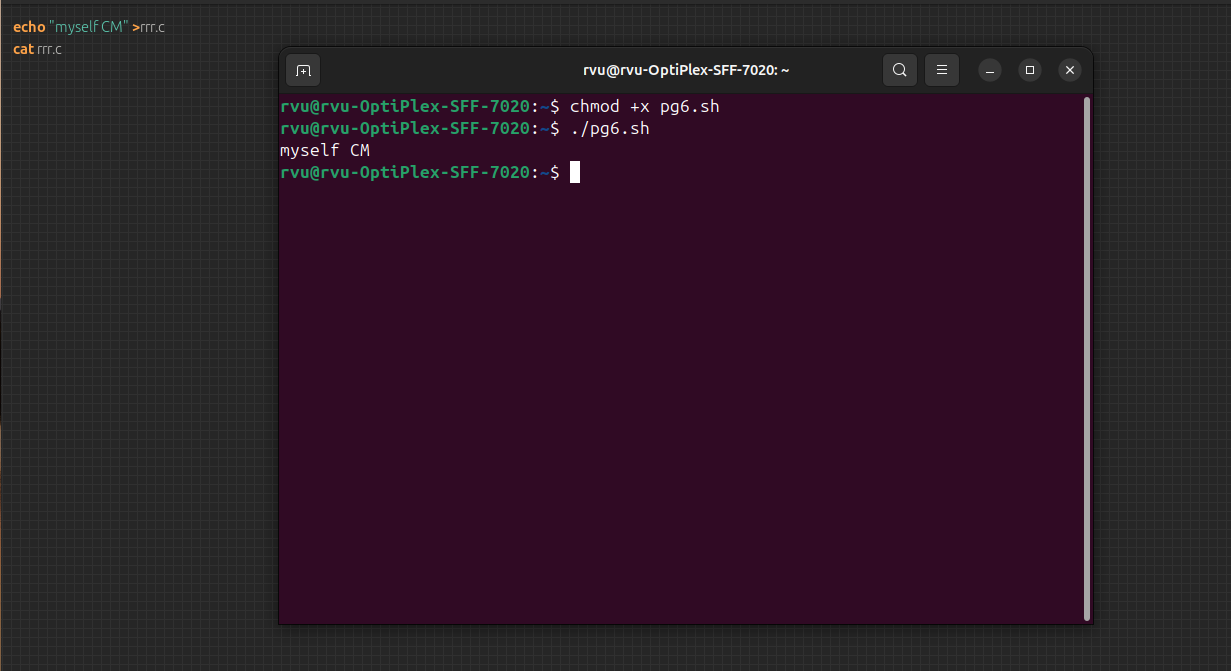 echo "myself CM" >rrr.c
cat rrr.c
rvu@rvu-OptiPlex-SFF-7020: ~
rvu@rvu-OptiPlex-SFF-7020:~$ chmod +x pg6.sh
rvu@rvu-OptiPlex-SFF-7020:~$ ./pg6.sh
myself CM
rvu@rvu-OptiPlex-SFF-7020:~$